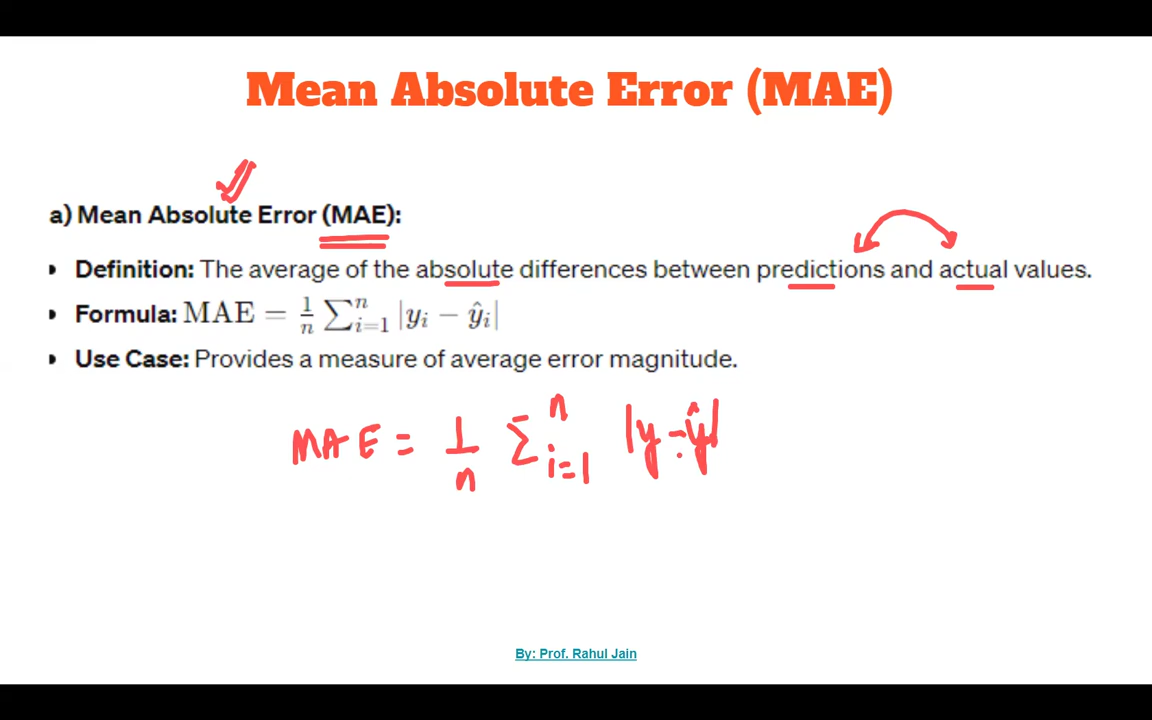 Mean Absolute Error (MAE)
a) Mean Absolute Error (MAE):
• Definition: The average of the absolute differences between predictions and actual values.
• Formula: MAE = 1/n ∑ⁿᵢ₌₁ |yᵢ − ŷᵢ|
• Use Case: Provides a measure of average error magnitude.
MAE = 1/n ∑ⁿᵢ₌₁ |y − ŷ|
By: Prof. Rahul Jain